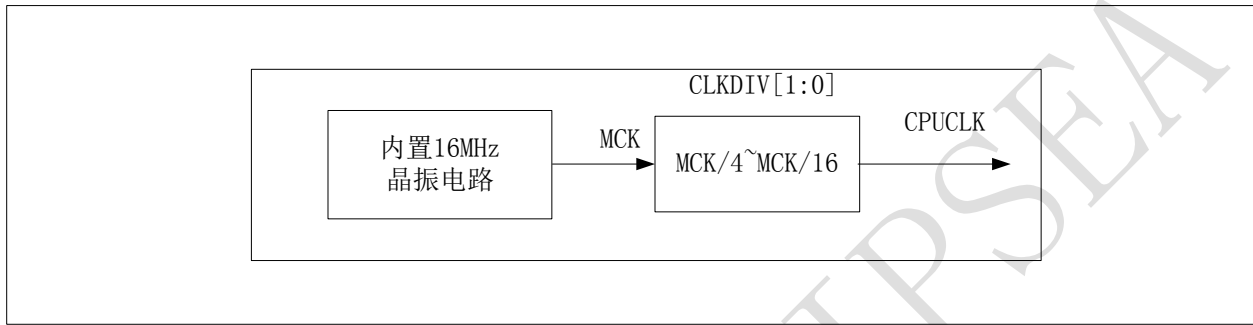 CLKDIV[1:0]
内置16MHz
晶振电路
MCK
MCK/4~MCK/16
CPUCLK
IPSEA